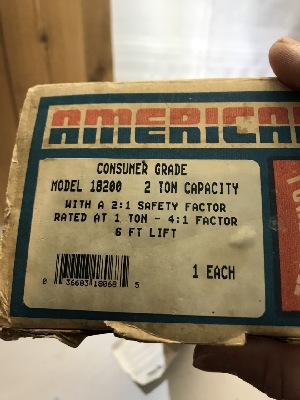 AMERICAN
CONSUMER GRADE
MODEL 18200 2 TON CAPACITY
WITH A 2:1 SAFETY FACTOR
RATED AT 1 TON - 4:1 FACTOR
6 FT LIFT
1 EACH
0 36603 18068 5